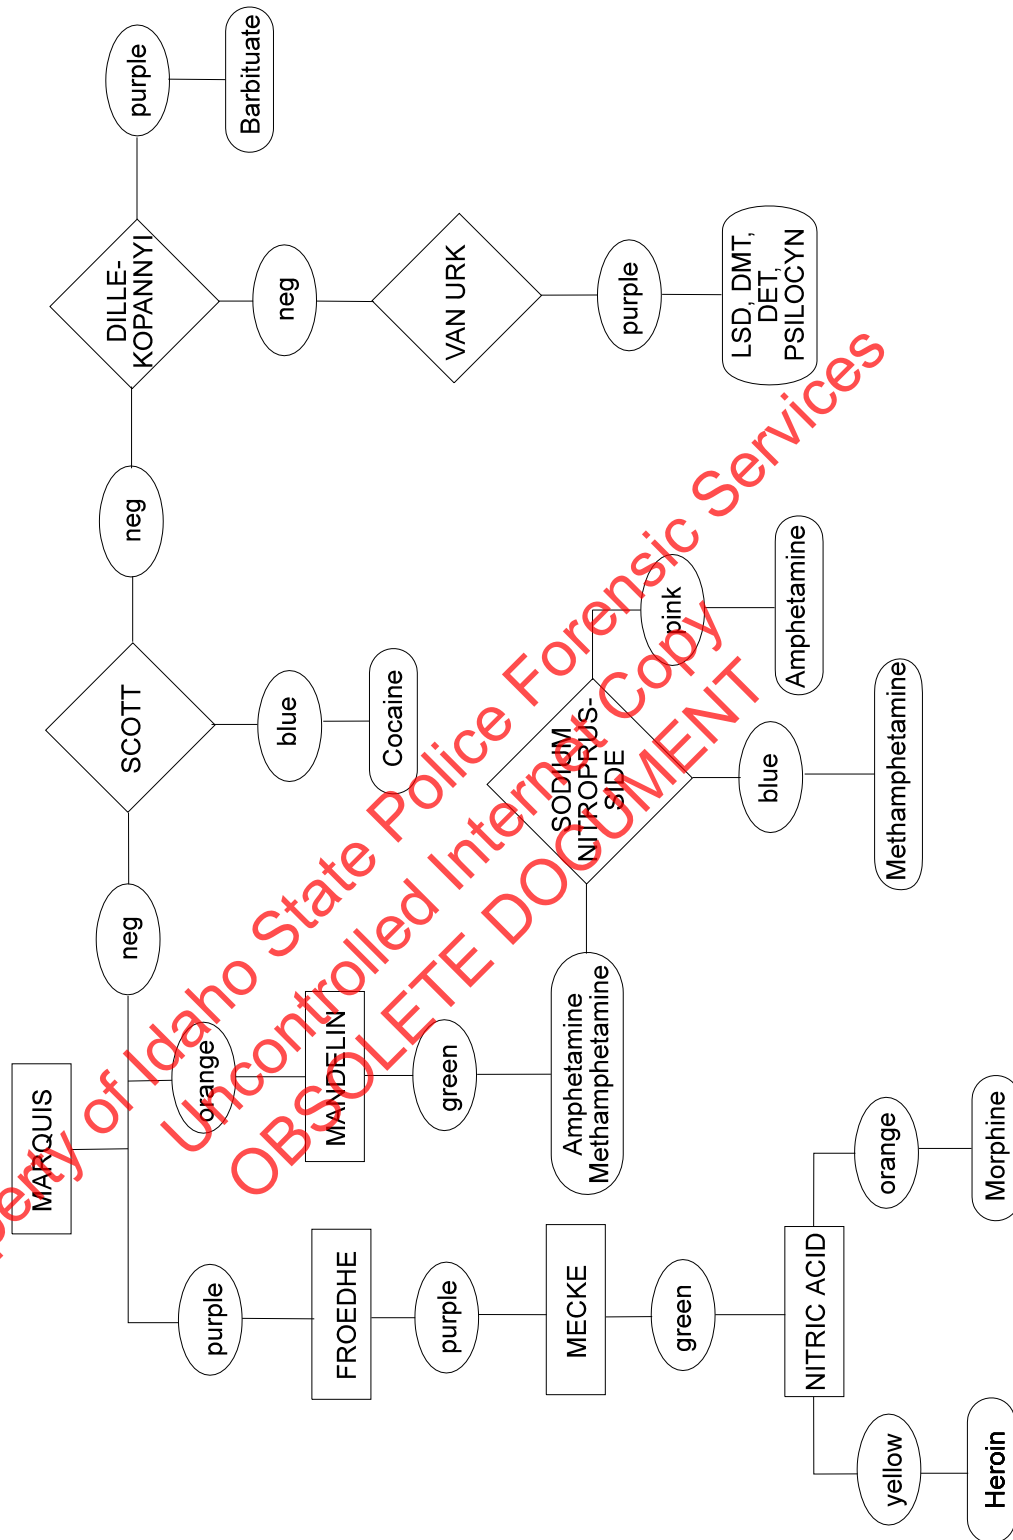 MARQUIS
purple
orange
neg
FROEDHE
MANDELIN
SCOTT
purple
green
blue
neg
MECKE
Amphetamine
Methamphetamine
Cocaine
DILLE-
KOPANNYI
green
SODIUM
NITROPRUS-
SIDE
neg
purple
NITRIC ACID
blue
pink
VAN URK
Barbituate
yellow
orange
Methamphetamine
Amphetamine
purple
Heroin
Morphine
LSD, DMT,
DET,
PSILOCYN
perty of Idaho State Police Forensic Services
Uncontrolled Internet Copy
OBSOLETE DOCUMENT